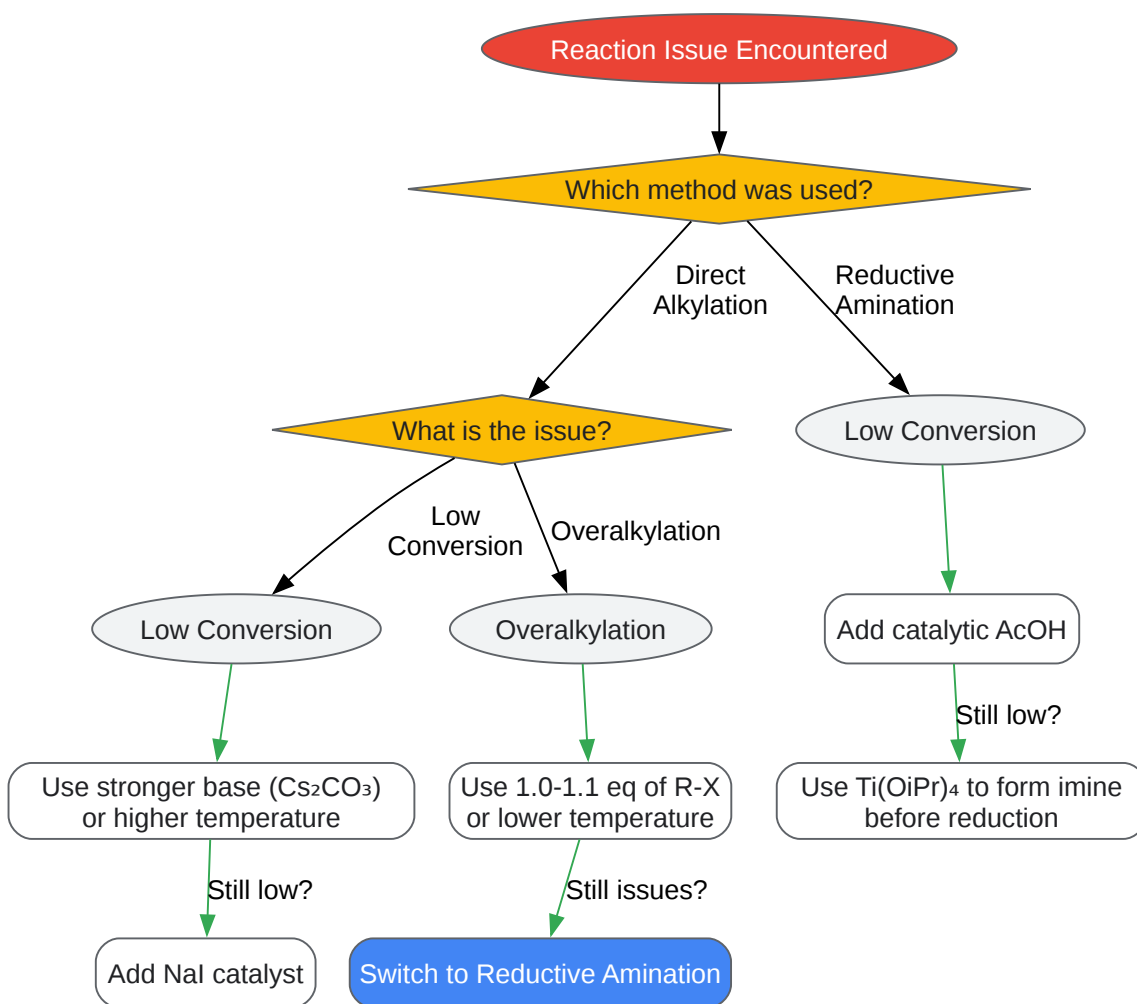 Reaction Issue Encountered
Which method was used?
Direct
Alkylation
Reductive
Amination
What is the issue?
Low Conversion
Low
Conversion
Overalkylation
Low Conversion
Overalkylation
Add catalytic AcOH
Still low?
Use stronger base (Cs₂CO₃)
or higher temperature
Use 1.0-1.1 eq of R-X
or lower temperature
Use Ti(OiPr)₄ to form imine
before reduction
Still low?
Still issues?
Add NaI catalyst
Switch to Reductive Amination